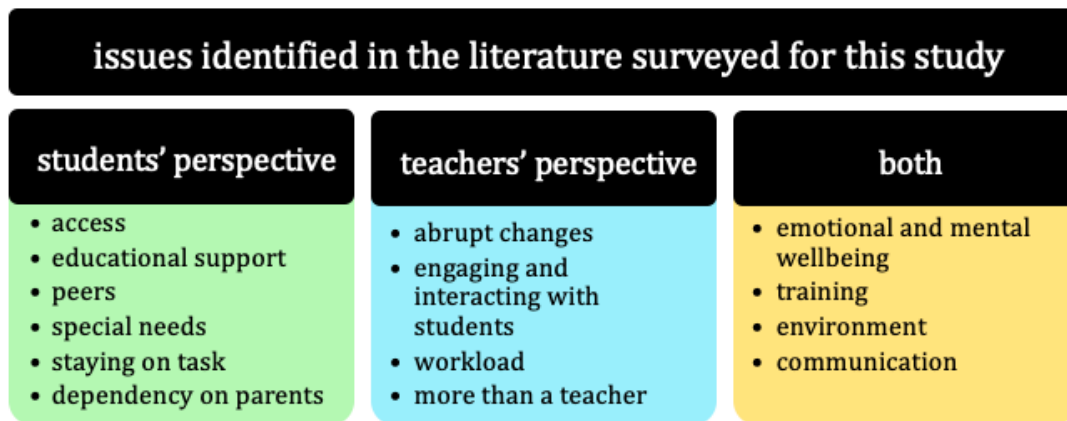 issues identified in the literature surveyed for this study
students’ perspective
• access
• educational support
• peers
• special needs
• staying on task
• dependency on parents
teachers’ perspective
• abrupt changes
• engaging and
interacting with
students
• workload
• more than a teacher
both
• emotional and mental
wellbeing
• training
• environment
• communication